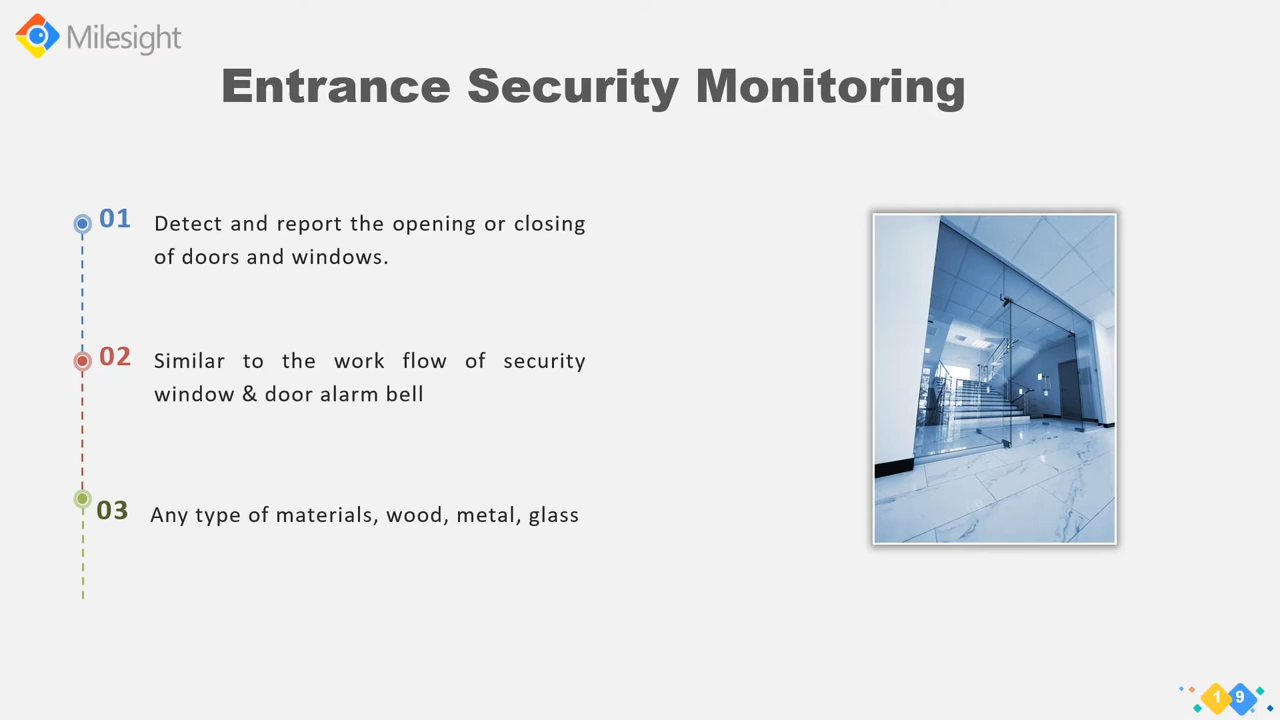 Milesight
Entrance Security Monitoring
01
Detect and report the opening or closing
of doors and windows.
02
Similar to the work flow of security
window & door alarm bell
03
Any type of materials, wood, metal, glass
19